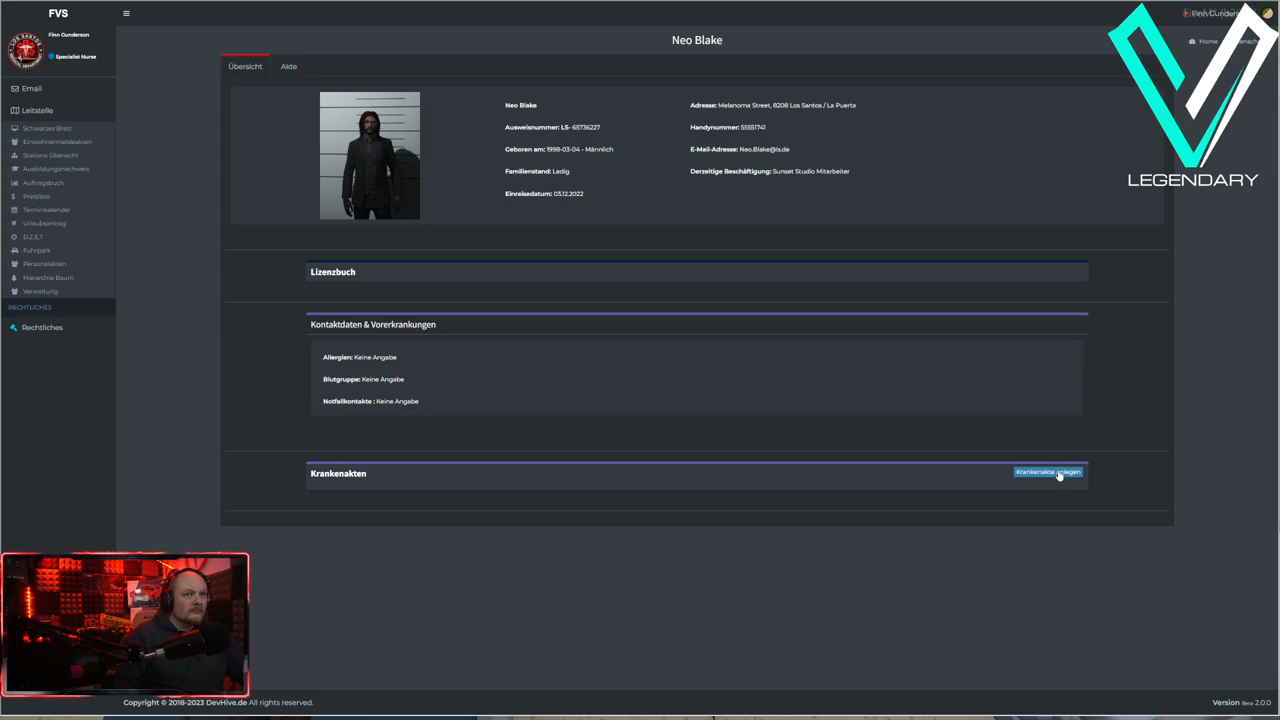 FVS
Finn Gunderson
Specialist Nurse
Email
Leitstelle
Schwarzes Brett
Einwohnermeldeakten
Stations Übersicht
Ausbildungsnachweis
Auftragsbuch
Preisliste
Terminkalender
Urlaubsantrag
D.Z.E.T
Fuhrpark
Personalakten
Hierarchie Baum
Verwaltung
RECHTLICHES
Rechtliches
Home
LEGENDARY
Neo Blake
Übersicht
Akte
Neo Blake
Ausweisnummer: LS- 65736227
Geboren am: 1998-03-04 - Männlich
Familienstand: Ledig
Einreisedatum: 03.12.2022
Adresse: Melanoma Street, 8208 Los Santos / La Puerta
Handynummer: 55551741
E-Mail-Adresse: Neo.Blake@ls.de
Derzeitige Beschäftigung: Sunset Studio Mitarbeiter
Lizenzbuch
Kontaktdaten & Vorerkrankungen
Allergien: Keine Angabe
Blutgruppe: Keine Angabe
Notfallkontakte : Keine Angabe
Krankenakten
Krankenakte anlegen
Copyright © 2018-2023 DevHive.de All rights reserved.
Version Beta 2.0.0